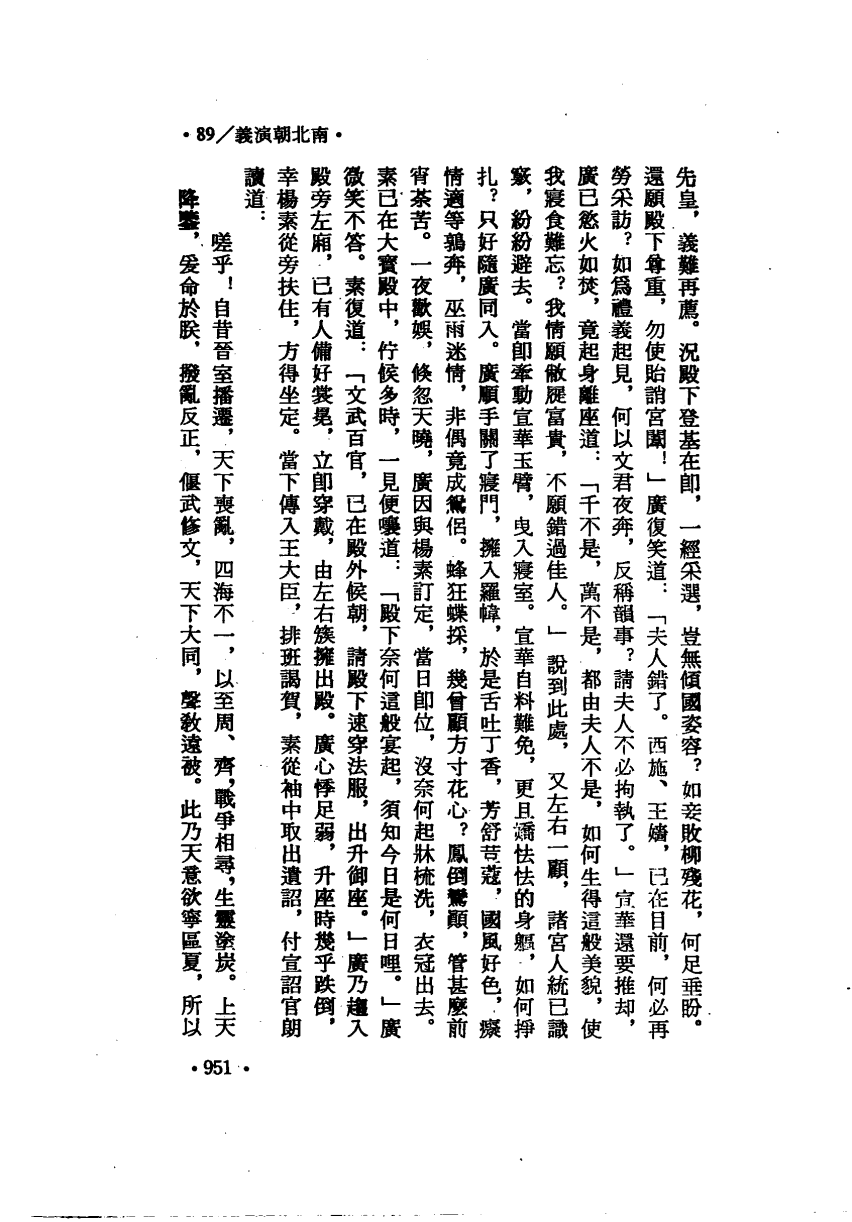 •89／義演朝北南•
先皇，義難再薦。況殿下登基在卽，一經采選，豈無傾國姿容？如妾敗柳殘花，何足垂盼。
還願殿下尊重，勿使貽誚宮闈！」廣復笑道：「夫人錯了。西施、王嬙，已在目前，何必再
勞采訪？如爲禮義起見，何以文君夜奔，反稱韻事？請夫人不必拘執了。」宣華還要推却，
廣已慾火如焚，竟起身離座道：「千不是，萬不是，都由夫人不是，如何生得這般美貌，使
我寢食難忘？我情願敝屣富貴，不願錯過佳人。」說到此處，又左右一顧，諸宮人統已識
竅，紛紛避去。當卽牽動宣華玉臂，曳入寢室。宣華自料難免，更且嬌怯怯的身軀，如何掙
扎？只好隨廣同入。廣順手關了寢門，擁入羅幃，於是舌吐丁香，芳舒荳蔻，國風好色，瘝
情適等鶉奔，巫雨迷情，非偶竟成鴛侶。蜂狂蝶採，幾曾顧方寸花心？鳳倒鸞顚，管甚麼前
宵荼苦。一夜歡娛，倏忽天曉，廣因與楊素訂定，當日卽位，沒奈何起牀梳洗，衣冠出去。
素已在大寶殿中，佇候多時，一見便嚷道：「殿下奈何這般宴起，須知今日是何日哩。」廣
微笑不答。素復道：「文武百官，已在殿外候朝，請殿下速穿法服，出升御座。」廣乃趨入
殿旁左廂，已有人備好袞冕，立卽穿戴，由左右簇擁出殿。廣心悸足弱，升座時幾乎跌倒，
幸楊素從旁扶住，方得坐定。當下傳入王大臣，排班謁賀，素從袖中取出遺詔，付宣詔官朗
讀道：
嗟乎！自昔晉室播遷，天下喪亂，四海不一，以至周、齊，戰爭相尋，生靈塗炭。上天
降鑒，爰命於朕，撥亂反正，偃武修文，天下大同，聲敎遠被。此乃天意欲寧區夏，所以
•951•